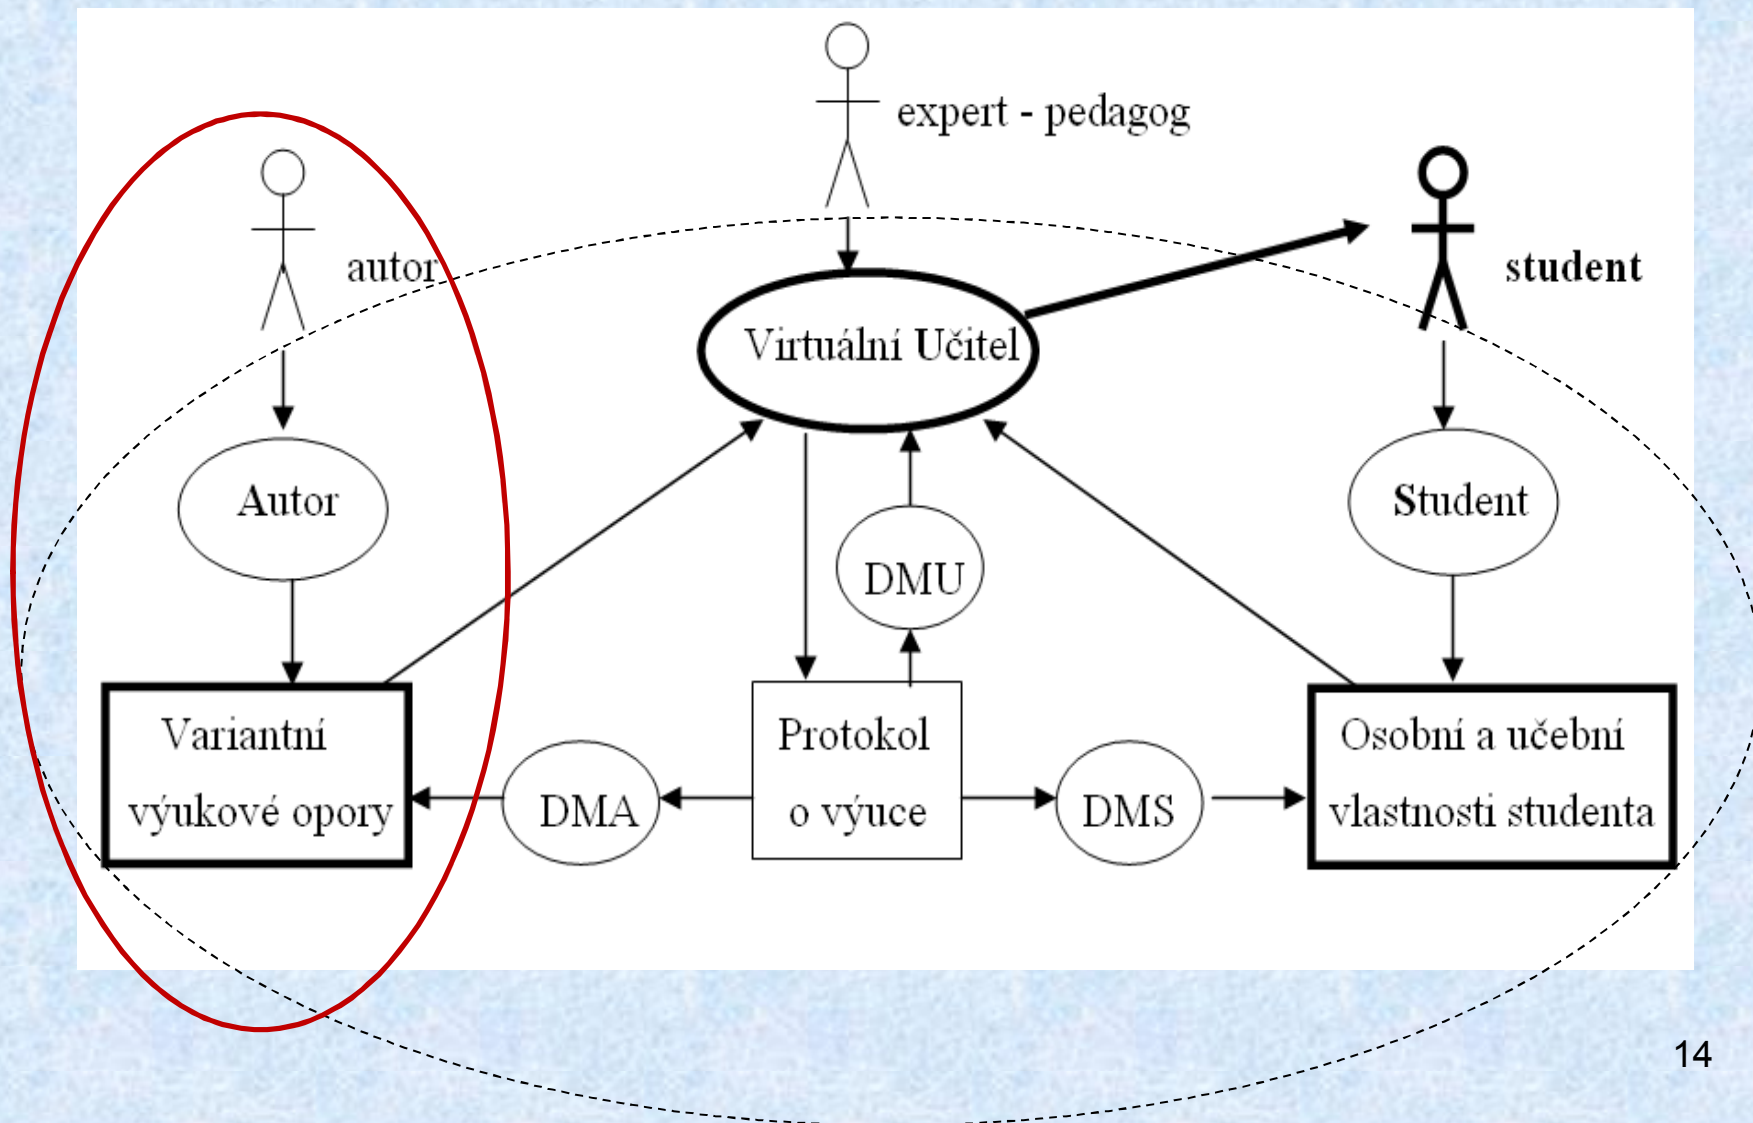 expert - pedagog
autor
student
Virtuální Učitel
Autor
Student
DMU
Variantní
výukové opory
DMA
Protokol
o výuce
DMS
Osobní a učební
vlastnosti studenta
14